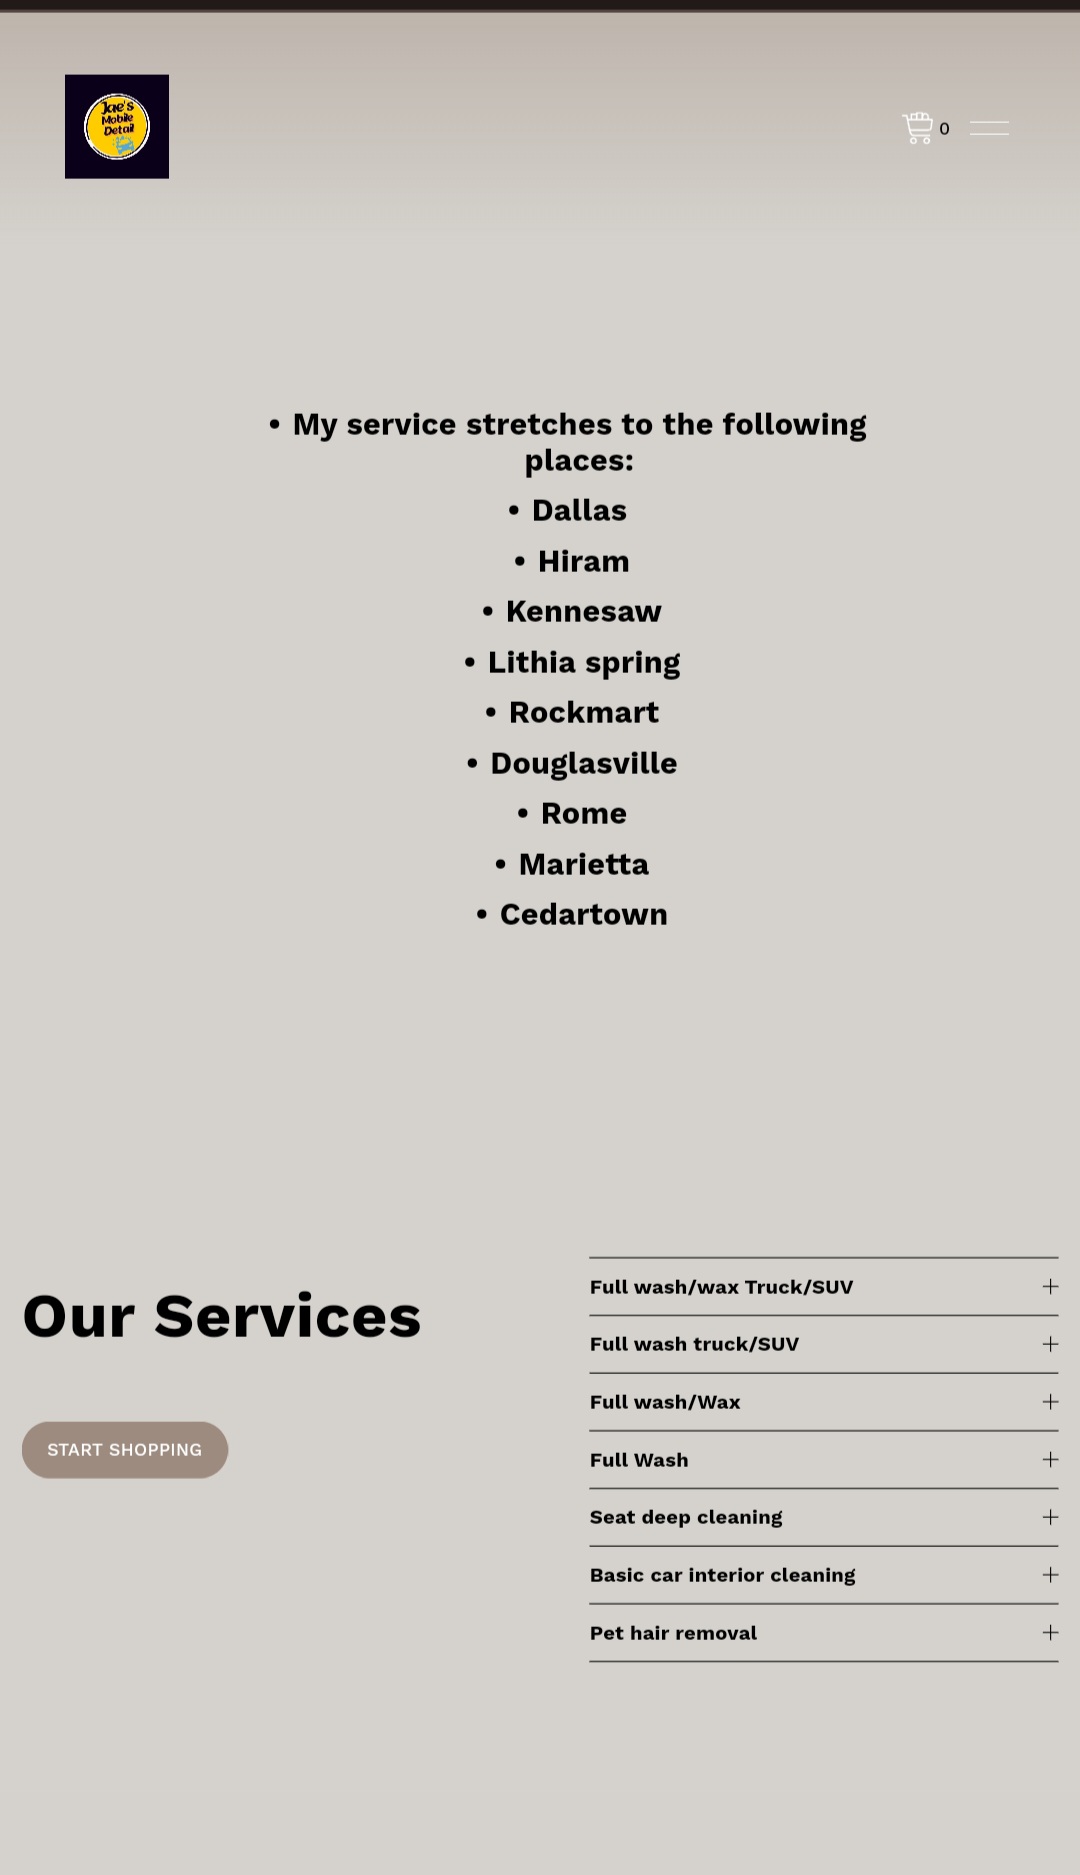 Jae's
Mobile
Detail
0
• My service stretches to the following
places:
• Dallas
• Hiram
• Kennesaw
• Lithia spring
• Rockmart
• Douglasville
• Rome
• Marietta
• Cedartown
Our Services
START SHOPPING
Full wash/wax Truck/SUV
Full wash truck/SUV
Full wash/Wax
Full Wash
Seat deep cleaning
Basic car interior cleaning
Pet hair removal